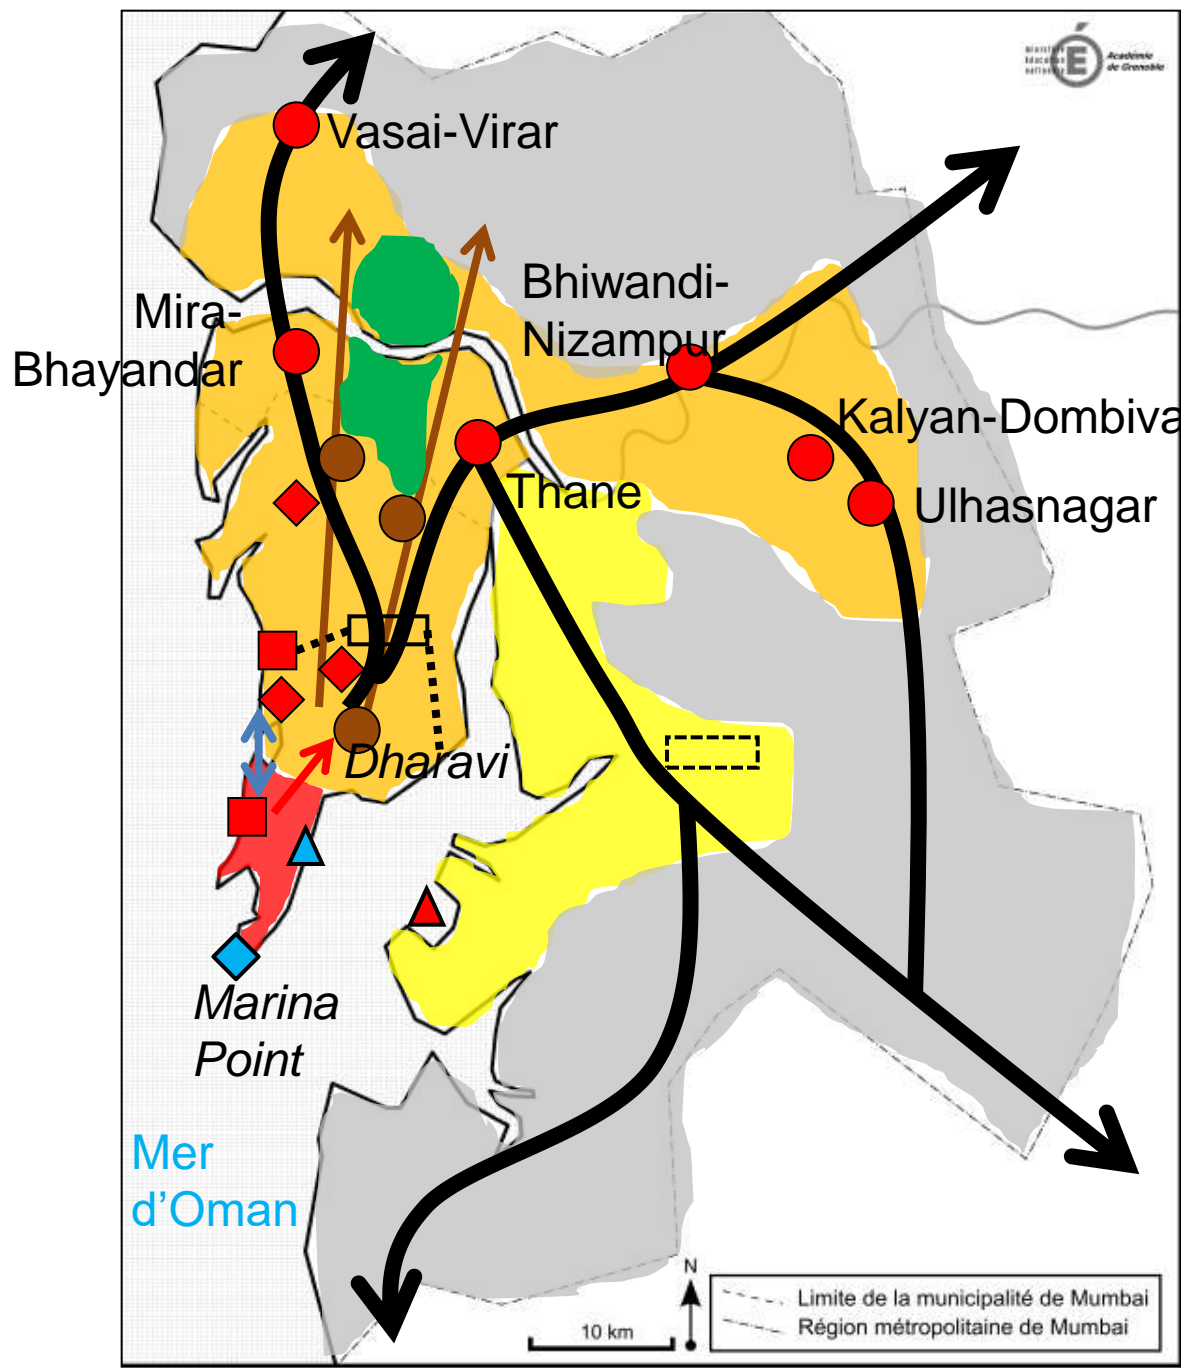 Académie
de Grenoble
Vasai-Virar
Bhiwandi-
Nizampur
Mira-
Bhayandar
Kalyan-Dombiva
Thane
Ulhasnagar
Dharavi
Marina
Point
Mer
d’Oman
N
10 km
Limite de la municipalité de Mumbai
Région métropolitaine de Mumbai